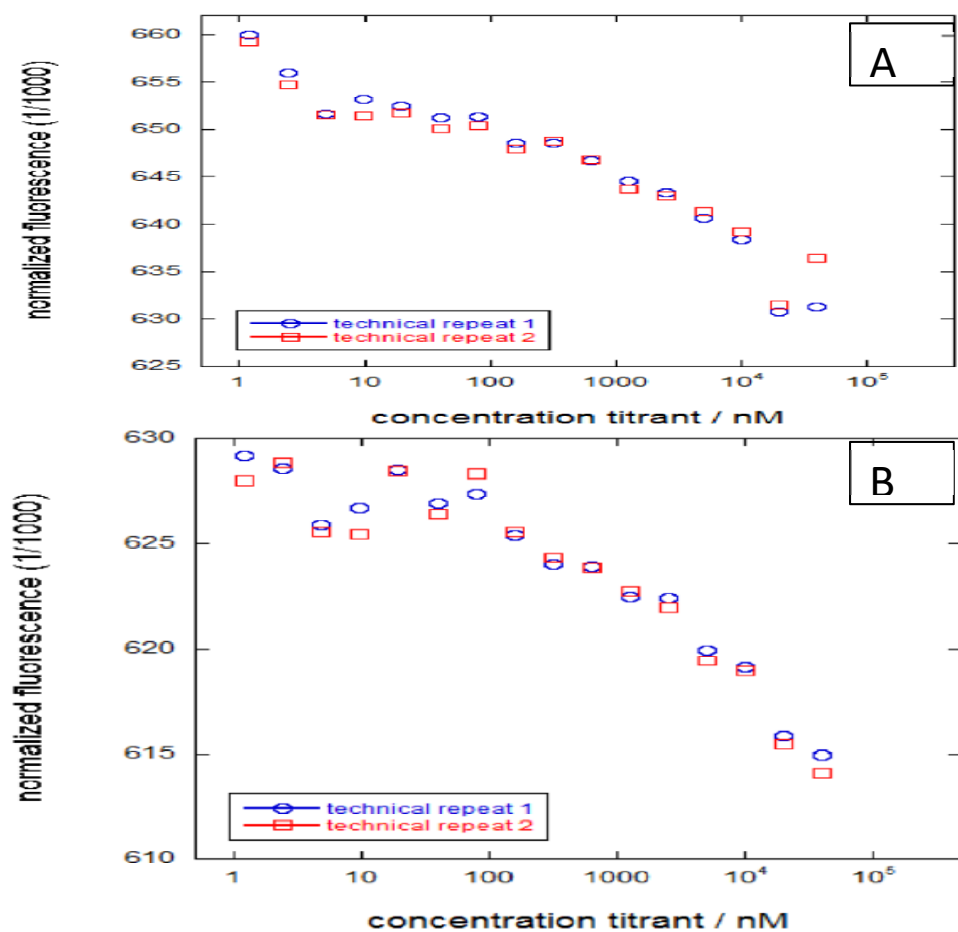 A
normalized fluorescence (1/1000)
660
655
650
645
640
635
630
625
technical repeat 1
technical repeat 2
1
10
100
1000
10⁴
10⁵
concentration titrant / nM
B
normalized fluorescence (1/1000)
630
625
620
615
610
technical repeat 1
technical repeat 2
1
10
100
1000
10⁴
10⁵
concentration titrant / nM